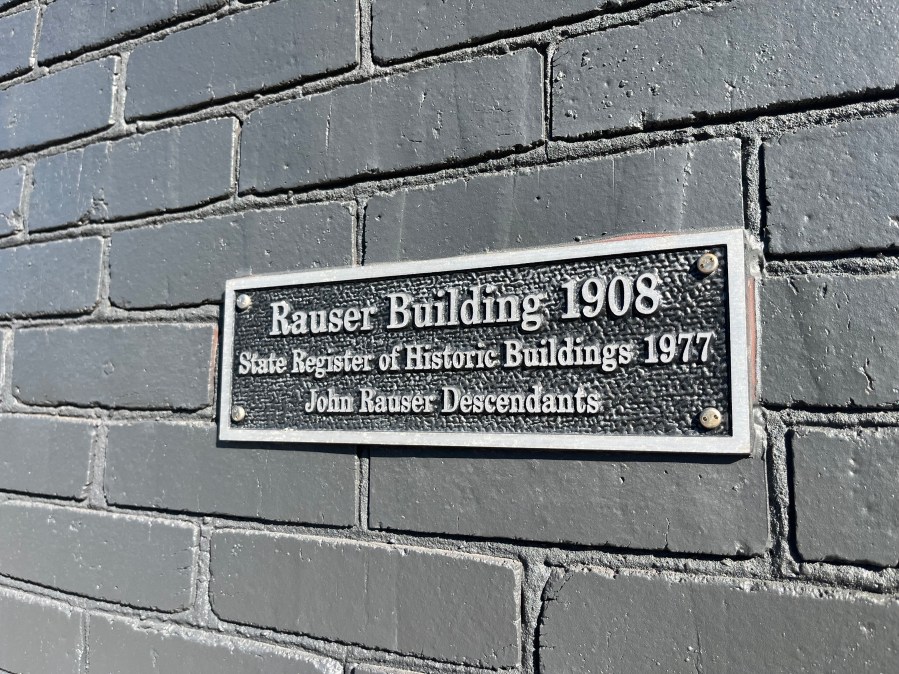 Rauser Building 1908
State Register of Historic Buildings 1977
John Rauser Descendants